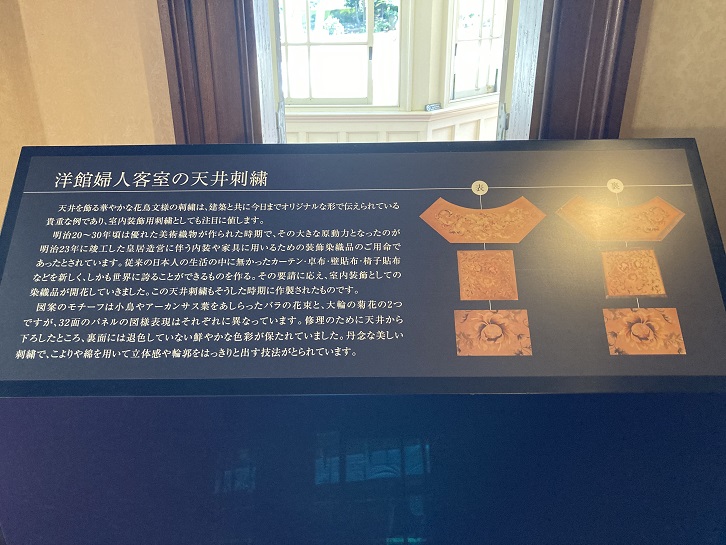 洋館婦人客室の天井刺繍
表
裏
天井を飾る華やかな花鳥文様の刺繍は、建築と共に今日までオリジナルな形で伝えられている
貴重な例であり、室内装飾用刺繍としても注目に値します。
明治20〜30年頃は優れた美術織物が作られた時期で、その大きな原動力となったのが
明治23年に竣工した皇居造営に伴う内装や家具に用いるための装飾染織品のご用命で
あったとされています。従来の日本人の生活の中に無かったカーテン・卓布・壁貼布・椅子貼布
などを新しく、しかも世界に誇ることができるものを作る。その要請に応え、室内装飾としての
染織品が開花していきました。この天井刺繍もそうした時期に作製されたものです。
図案のモチーフは小鳥やアーカンサス葉をあしらったバラの花束と、大輪の菊花の2つ
ですが、32面のパネルの図様表現はそれぞれに異なっています。修理のために天井から
下ろしたところ、裏面には退色していない鮮やかな色彩が保たれていました。丹念な美しい
刺繍で、こよりや綿を用いて立体感や輪郭をはっきりと出す技法がとられています。